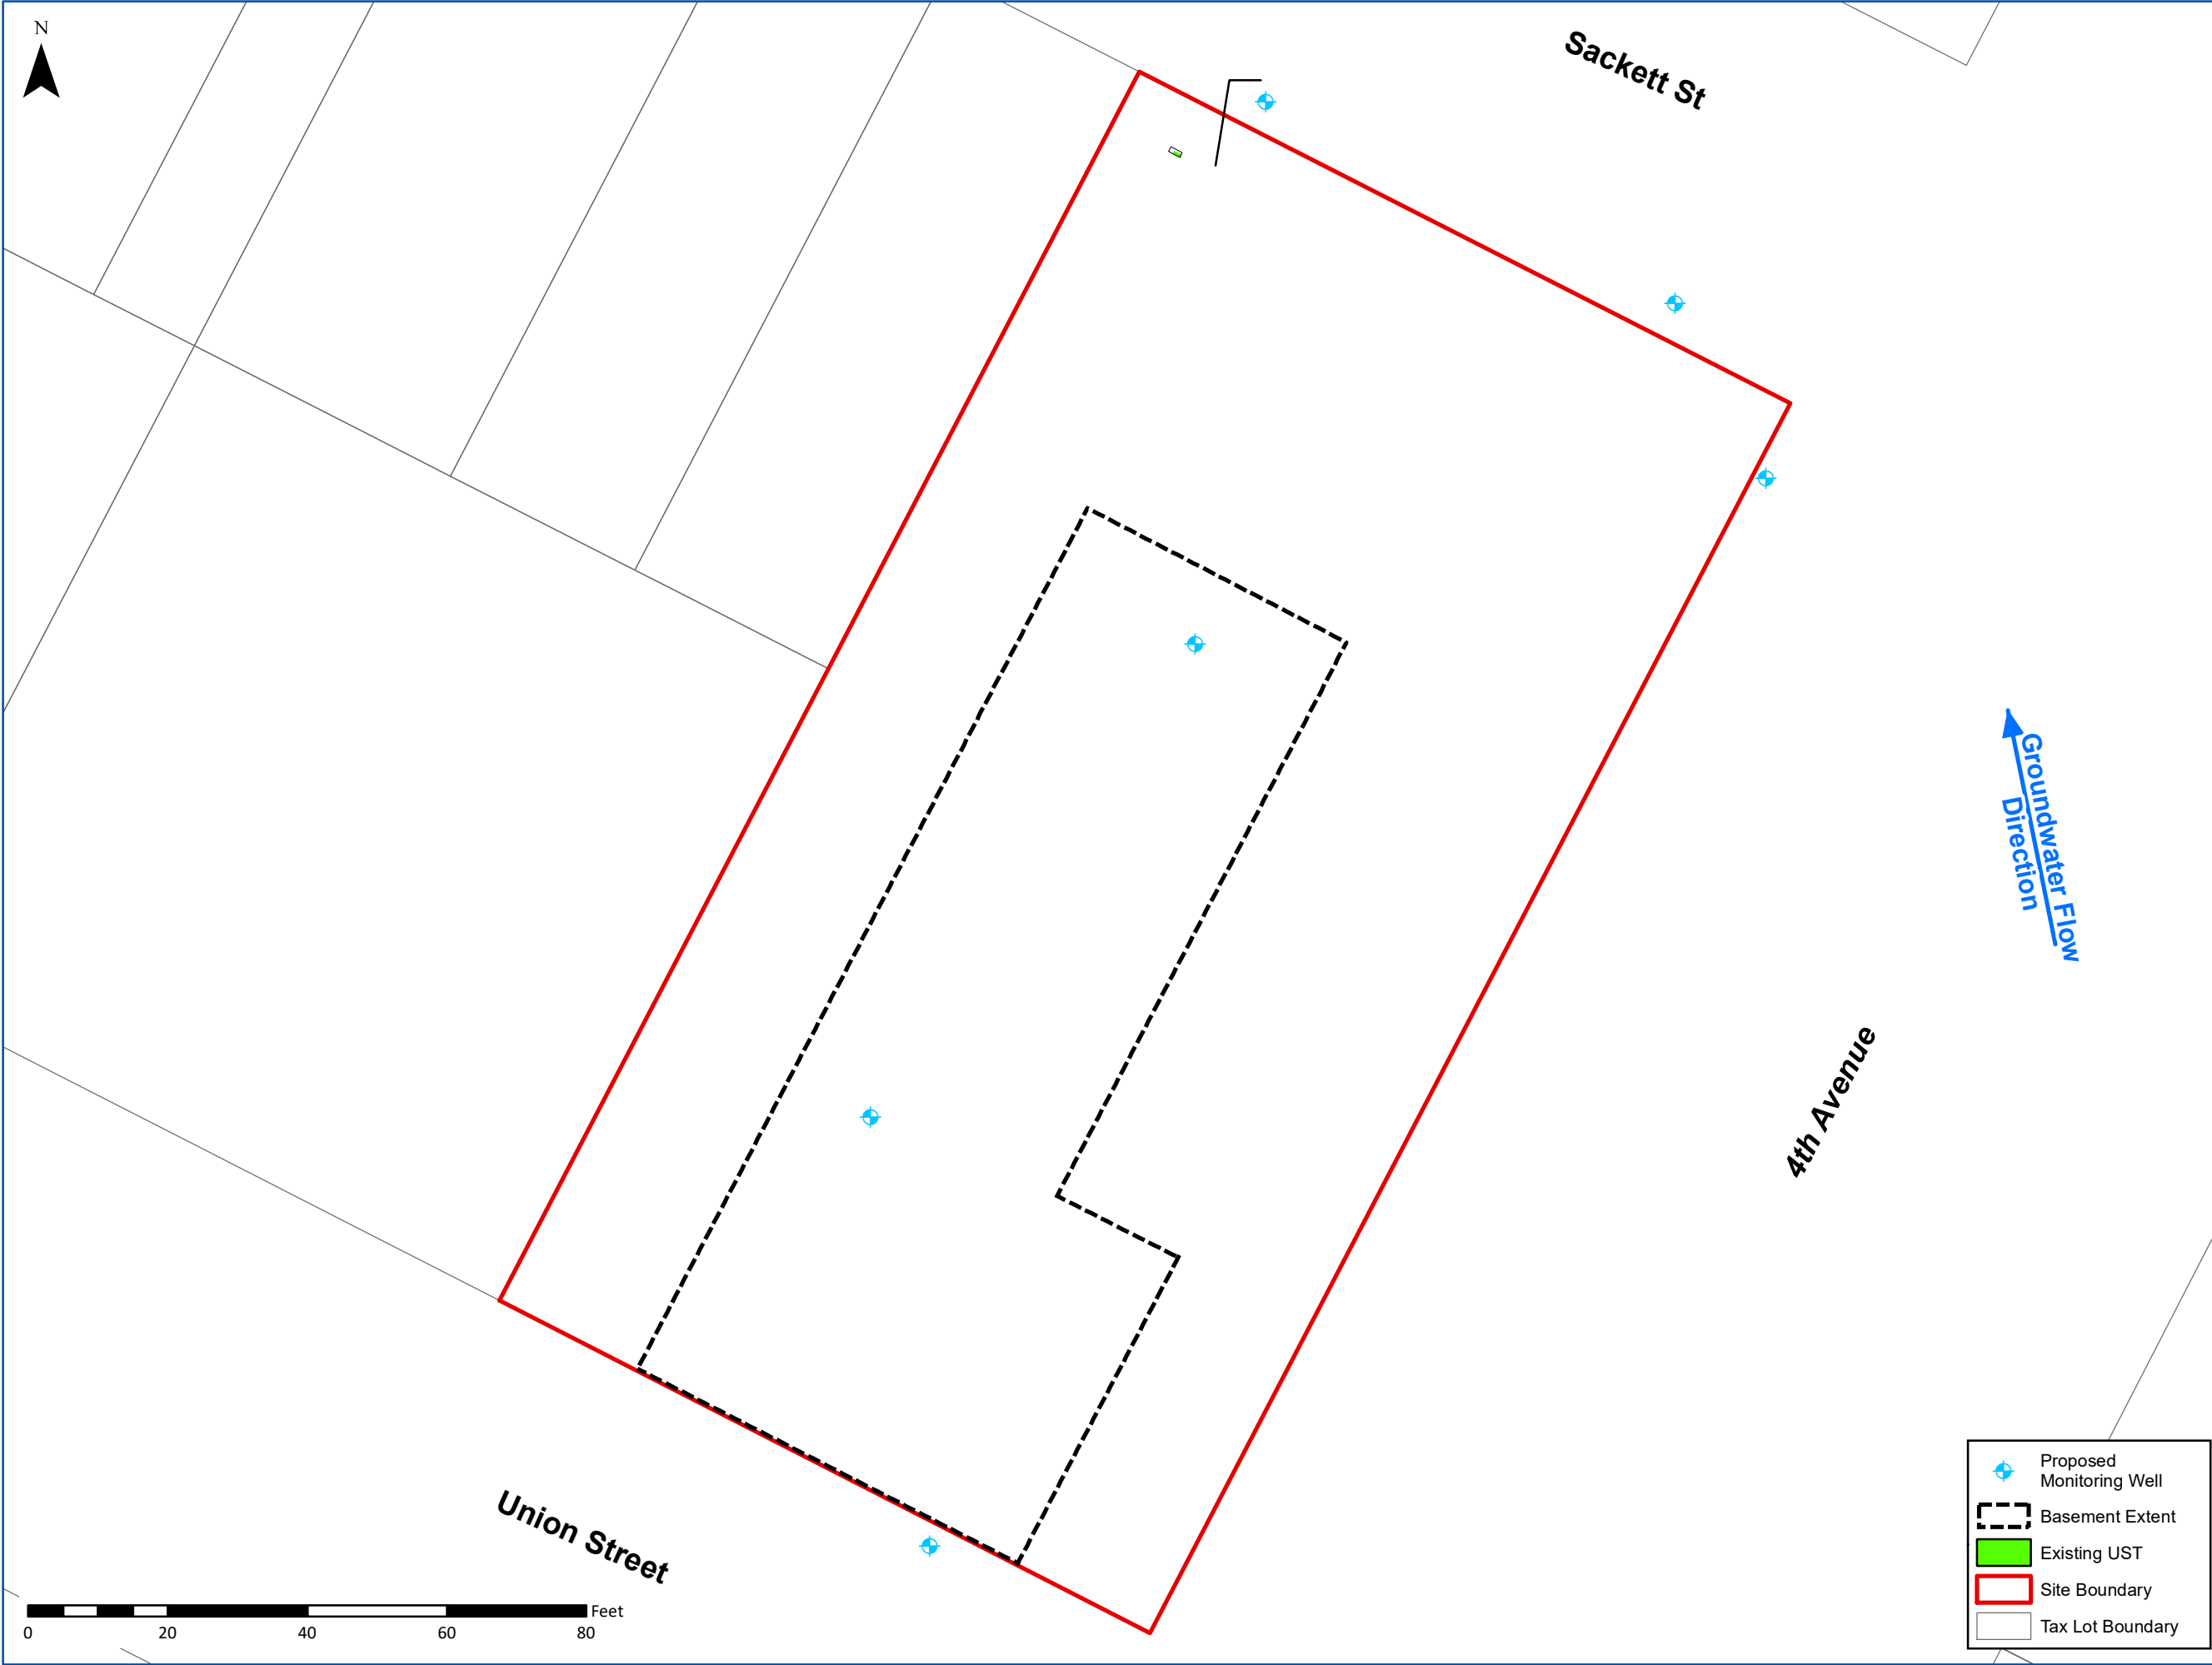 N
Sackett St
Groundwater Flow
Direction
4th Avenue
Union Street
Feet
0 20 40 60 80
Proposed
Monitoring Well
Basement Extent
Existing UST
Site Boundary
Tax Lot Boundary